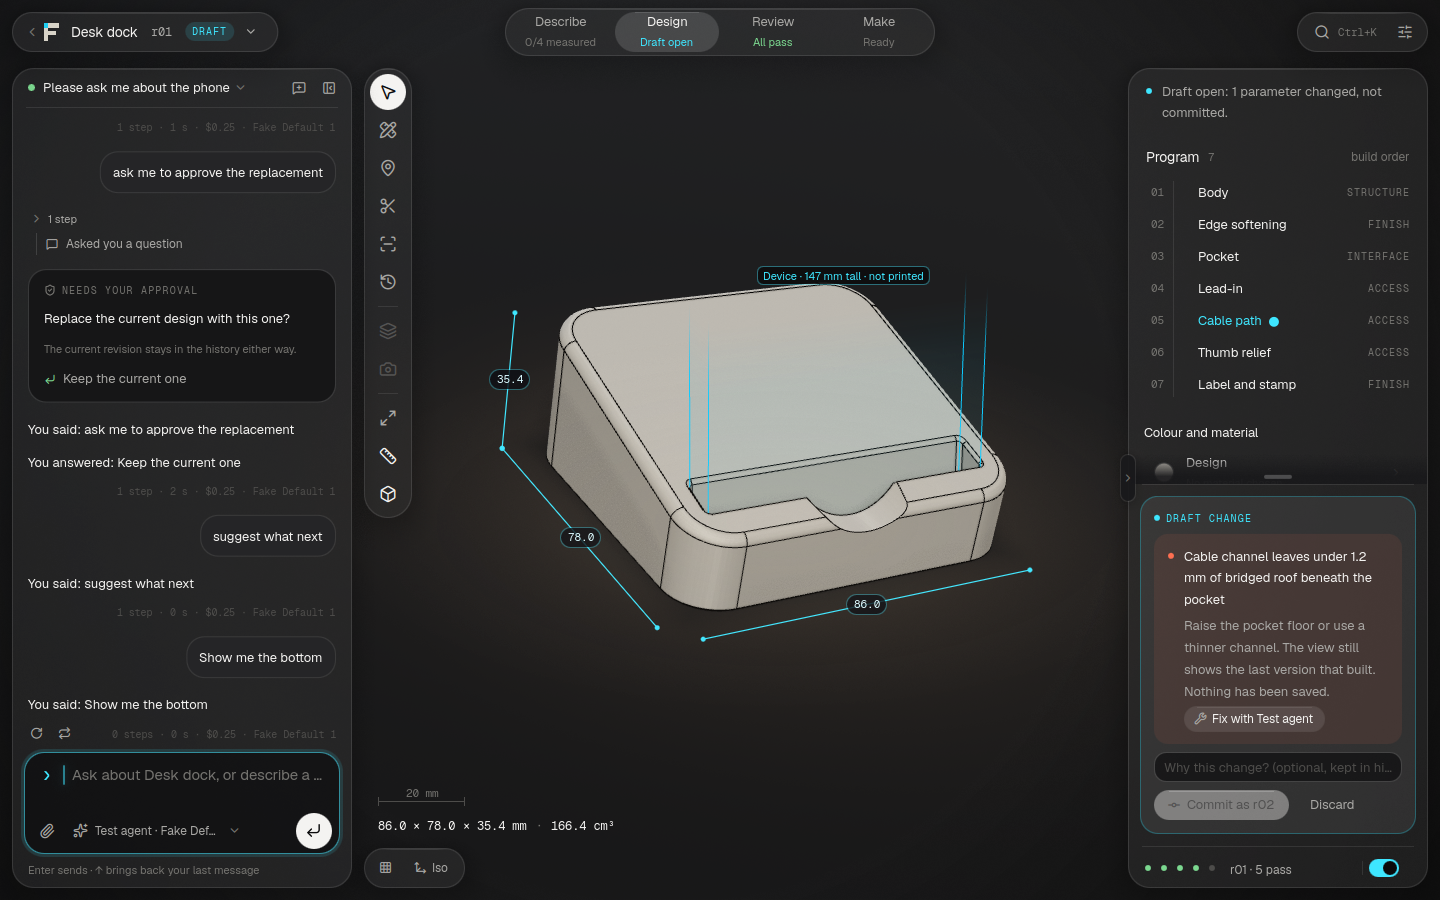 Desk dock r01 DRAFT
Describe
0/4 measured
Design
Draft open
Review
All pass
Make
Ready
Ctrl+K
Please ask me about the phone
1 step · 1 s · $0.25 · Fake Default 1
ask me to approve the replacement
1 step
Asked you a question
NEEDS YOUR APPROVAL
Replace the current design with this one?
The current revision stays in the history either way.
Keep the current one
You said: ask me to approve the replacement
You answered: Keep the current one
1 step · 2 s · $0.25 · Fake Default 1
suggest what next
You said: suggest what next
1 step · 0 s · $0.25 · Fake Default 1
Show me the bottom
You said: Show me the bottom
0 steps · 0 s · $0.25 · Fake Default 1
Ask about Desk dock, or describe a ...
Test agent · Fake Def...
Enter sends · ↑ brings back your last message
Device · 147 mm tall · not printed
35.4
78.0
86.0
20 mm
86.0 × 78.0 × 35.4 mm · 166.4 cm³
Iso
Draft open: 1 parameter changed, not
committed.
Program 7 build order
01 Body STRUCTURE
02 Edge softening FINISH
03 Pocket INTERFACE
04 Lead-in ACCESS
05 Cable path ACCESS
06 Thumb relief ACCESS
07 Label and stamp FINISH
Colour and material
Design
DRAFT CHANGE
Cable channel leaves under 1.2
mm of bridged roof beneath the
pocket
Raise the pocket floor or use a
thinner channel. The view still
shows the last version that built.
Nothing has been saved.
Fix with Test agent
Why this change? (optional, kept in hi...
Commit as r02 Discard
r01 · 5 pass